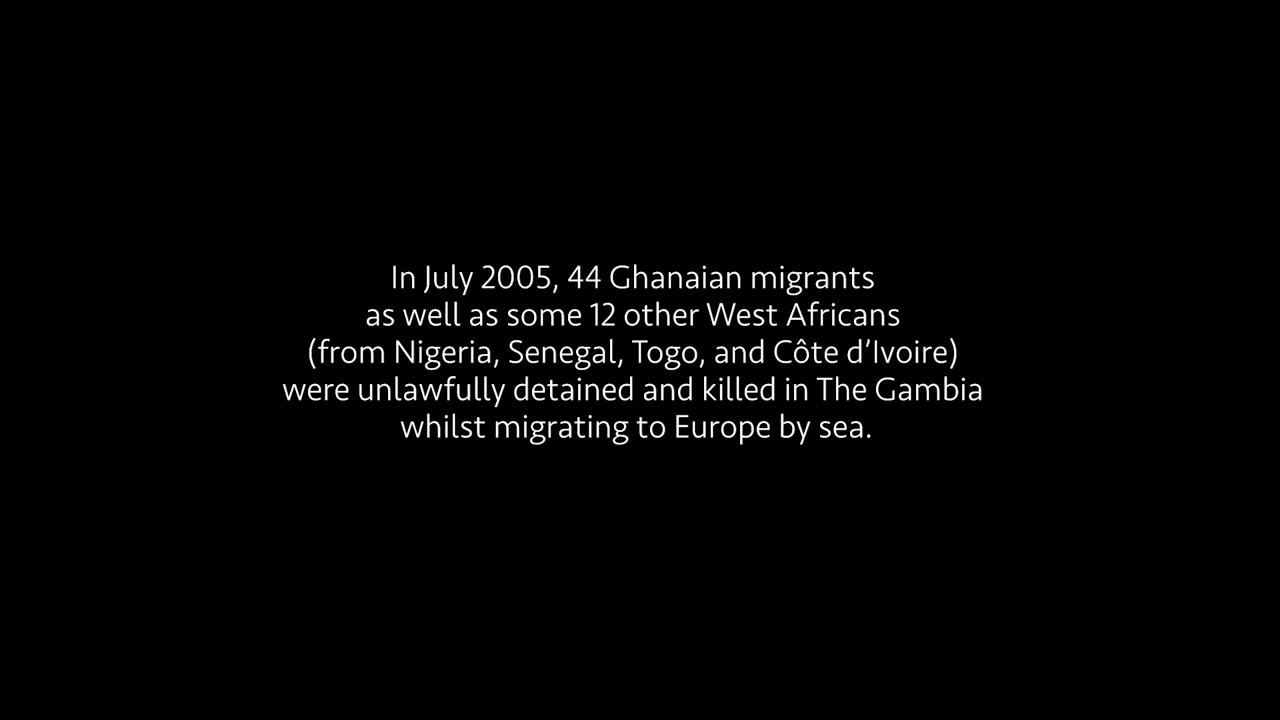 In July 2005, 44 Ghanaian migrants
as well as some 12 other West Africans
(from Nigeria, Senegal, Togo, and Côte d’Ivoire)
were unlawfully detained and killed in The Gambia
whilst migrating to Europe by sea.